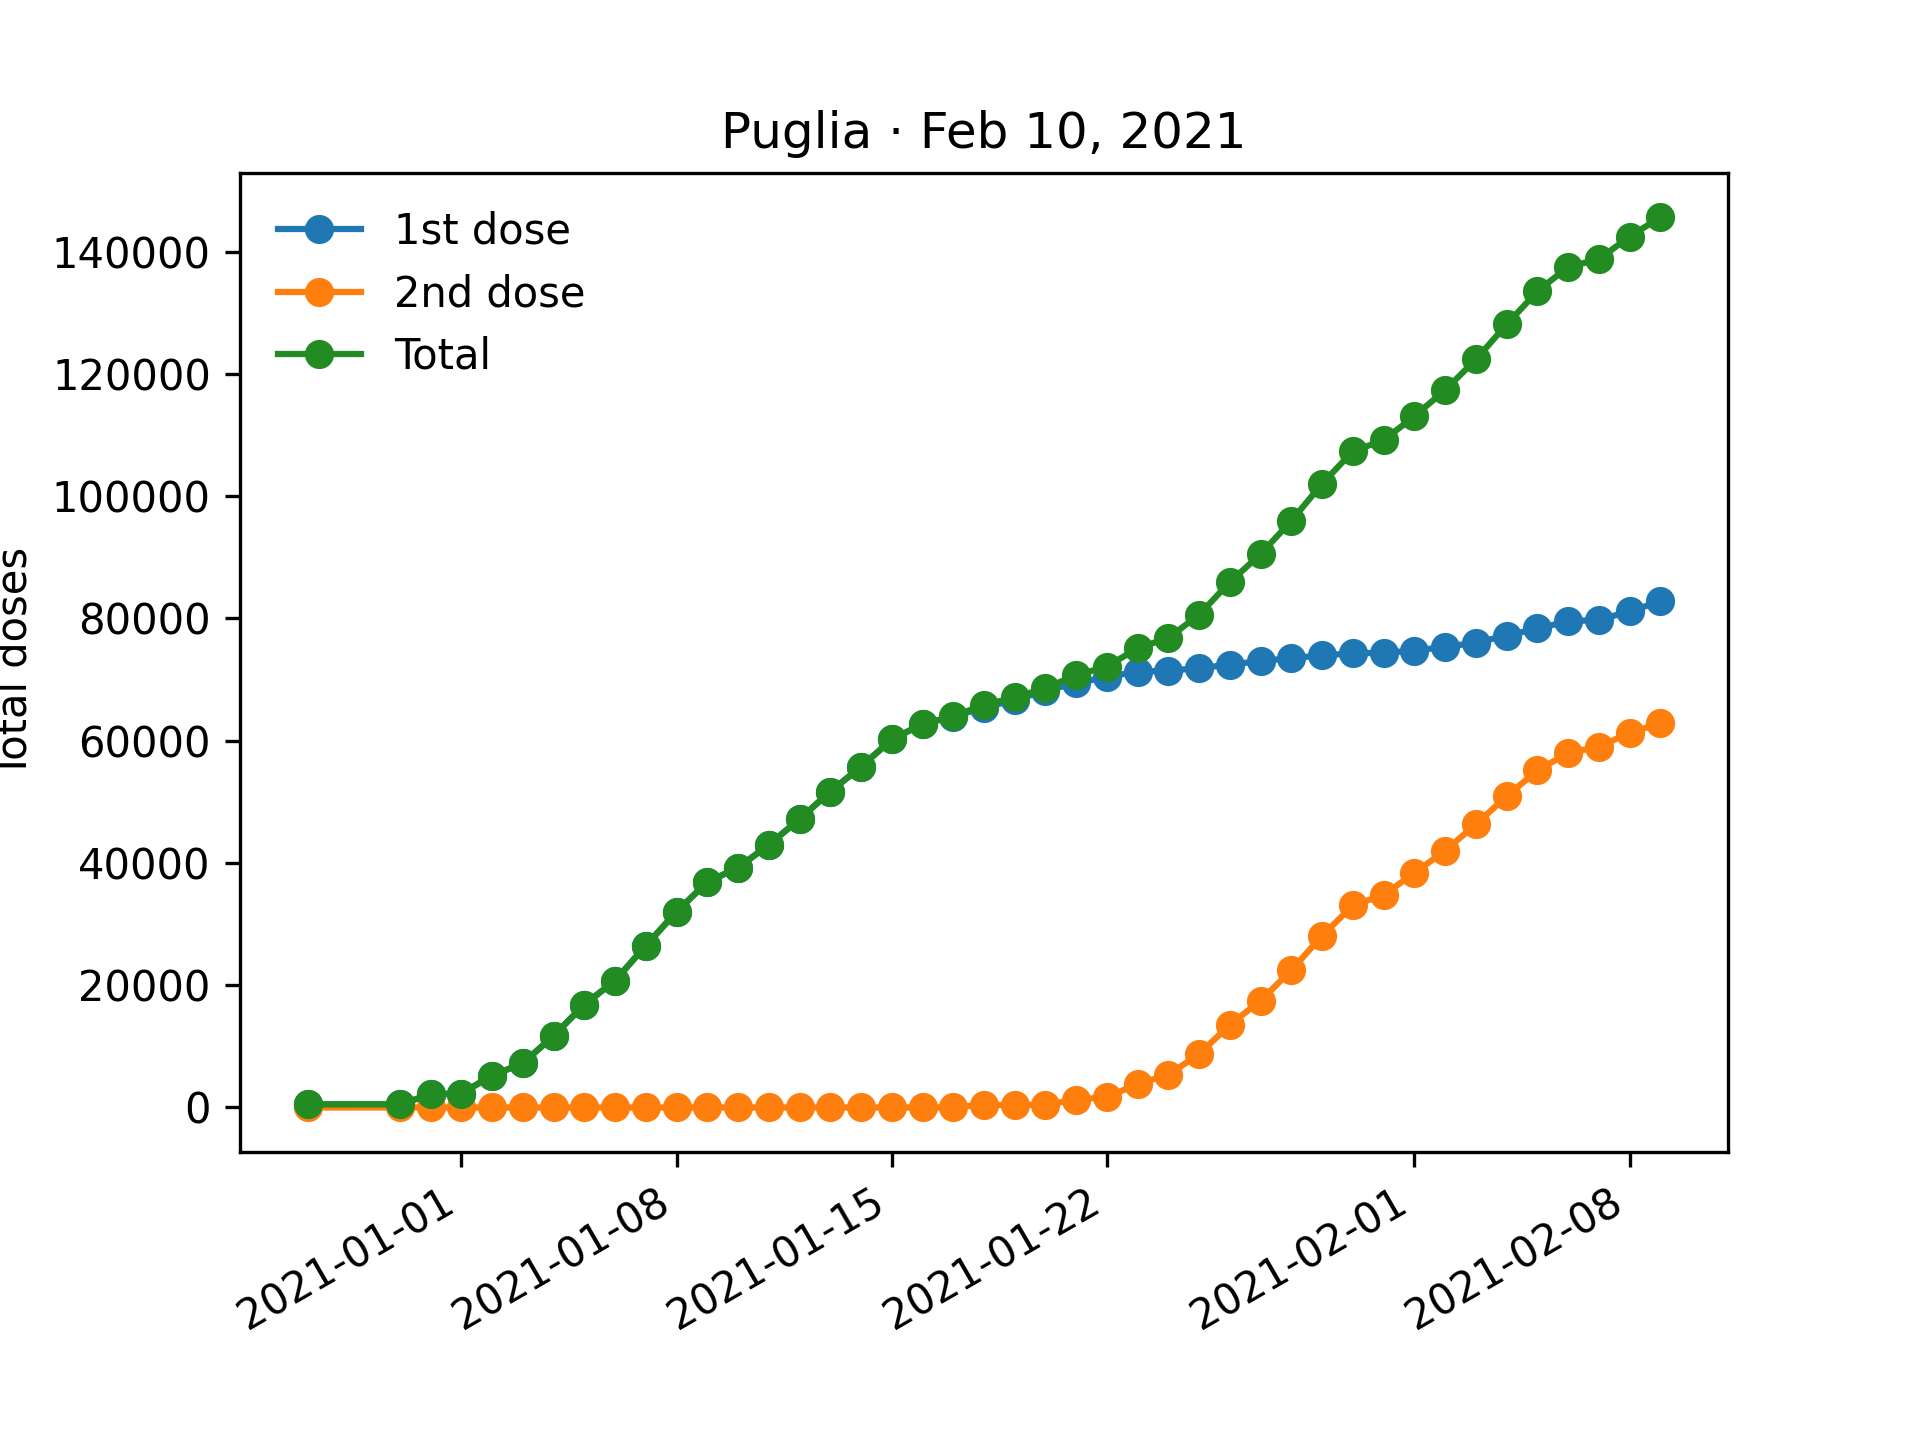 Puglia · Feb 10, 2021
1st dose
2nd dose
Total
Total doses
140000
120000
100000
80000
60000
40000
20000
0
2021-01-01
2021-01-08
2021-01-15
2021-01-22
2021-02-01
2021-02-08